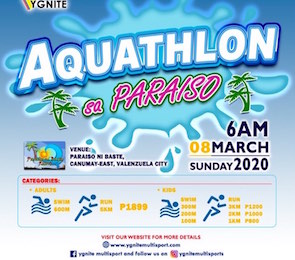 YGNITE
AQUATHLON
sa PARAISO
6AM
08 MARCH
SUNDAY 2020
VENUE:
PARAISO NI BASTE,
CANUMAY-EAST, VALENZUELA CITY
CATEGORIES:
- ADULTS
SWIM
600M
RUN
5KM
P1899
- KIDS
SWIM
300M
200M
100M
RUN
3KM P1200
2KM P1000
1KM P900
VISIT OUR WEBSITE FOR MORE DETAILS
www.ygnitemultisport.com
ygnite multisport and follow us on ygnitemultisports